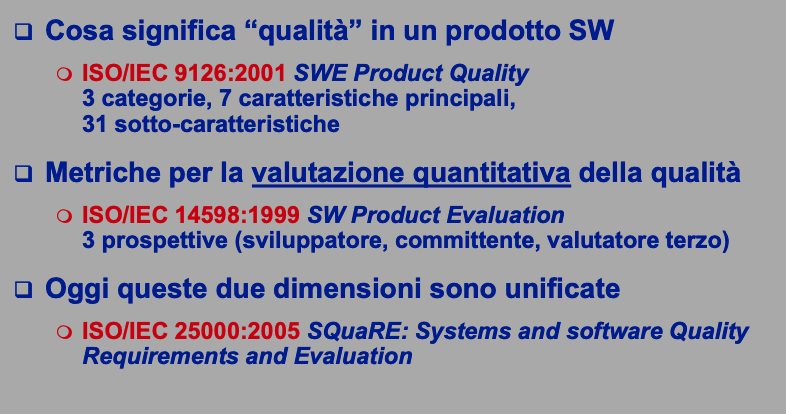 Cosa significa “qualità” in un prodotto SW
ISO/IEC 9126:2001 SWE Product Quality
3 categorie, 7 caratteristiche principali,
31 sotto-caratteristiche
Metriche per la valutazione quantitativa della qualità
ISO/IEC 14598:1999 SW Product Evaluation
3 prospettive (sviluppatore, committente, valutatore terzo)
Oggi queste due dimensioni sono unificate
ISO/IEC 25000:2005 SQuaRE: Systems and software Quality
Requirements and Evaluation